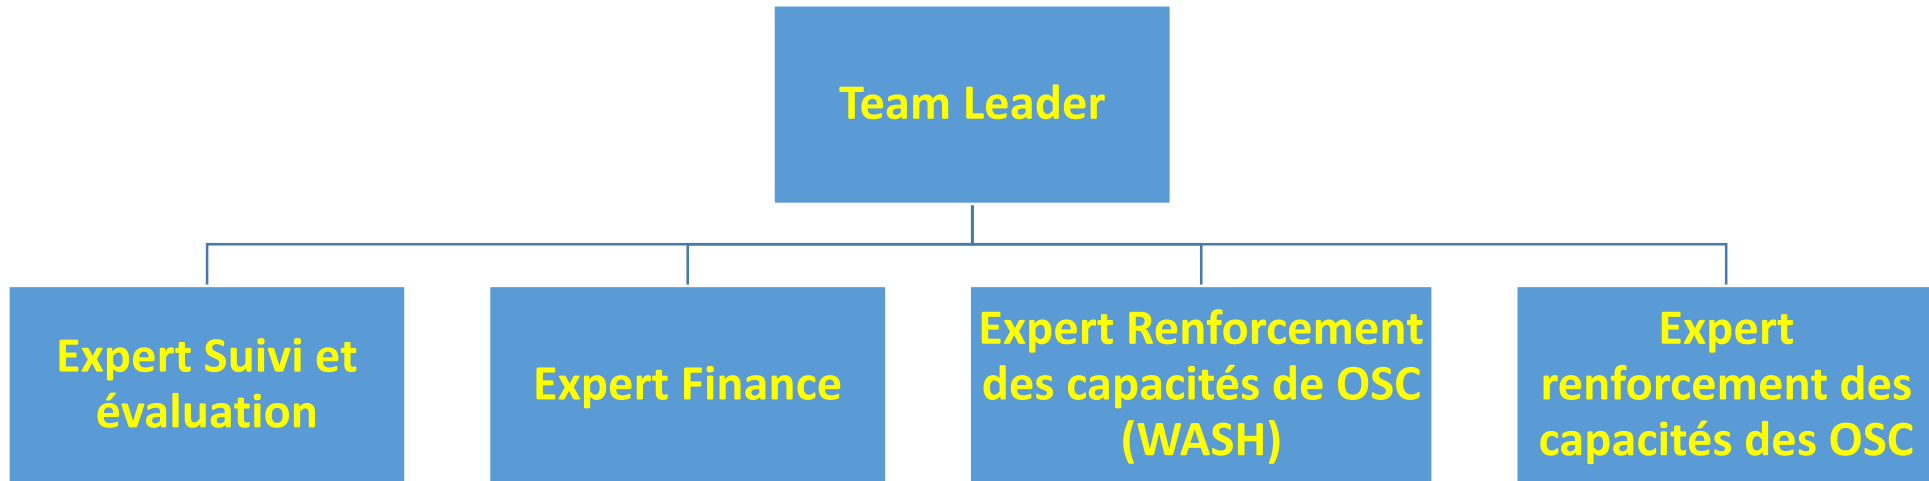 Team Leader
Expert Suivi et
évaluation
Expert Finance
Expert Renforcement
des capacités de OSC
(WASH)
Expert
renforcement des
capacités des OSC